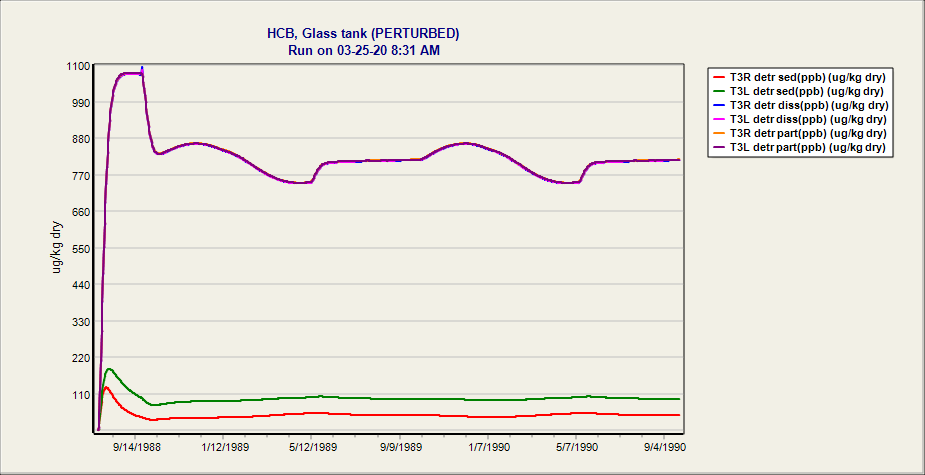 HCB, Glass tank (PERTURBED)
Run on 03-25-20 8:31 AM
1100
990
880
770
660
550
440
330
220
110
ug/kg dry
9/14/1988 1/12/1989 5/12/1989 9/9/1989 1/7/1990 5/7/1990 9/4/1990
T3R detr sed(ppb) (ug/kg dry)
T3L detr sed(ppb) (ug/kg dry)
T3R detr diss(ppb) (ug/kg dry)
T3L detr diss(ppb) (ug/kg dry)
T3R detr part(ppb) (ug/kg dry)
T3L detr part(ppb) (ug/kg dry)